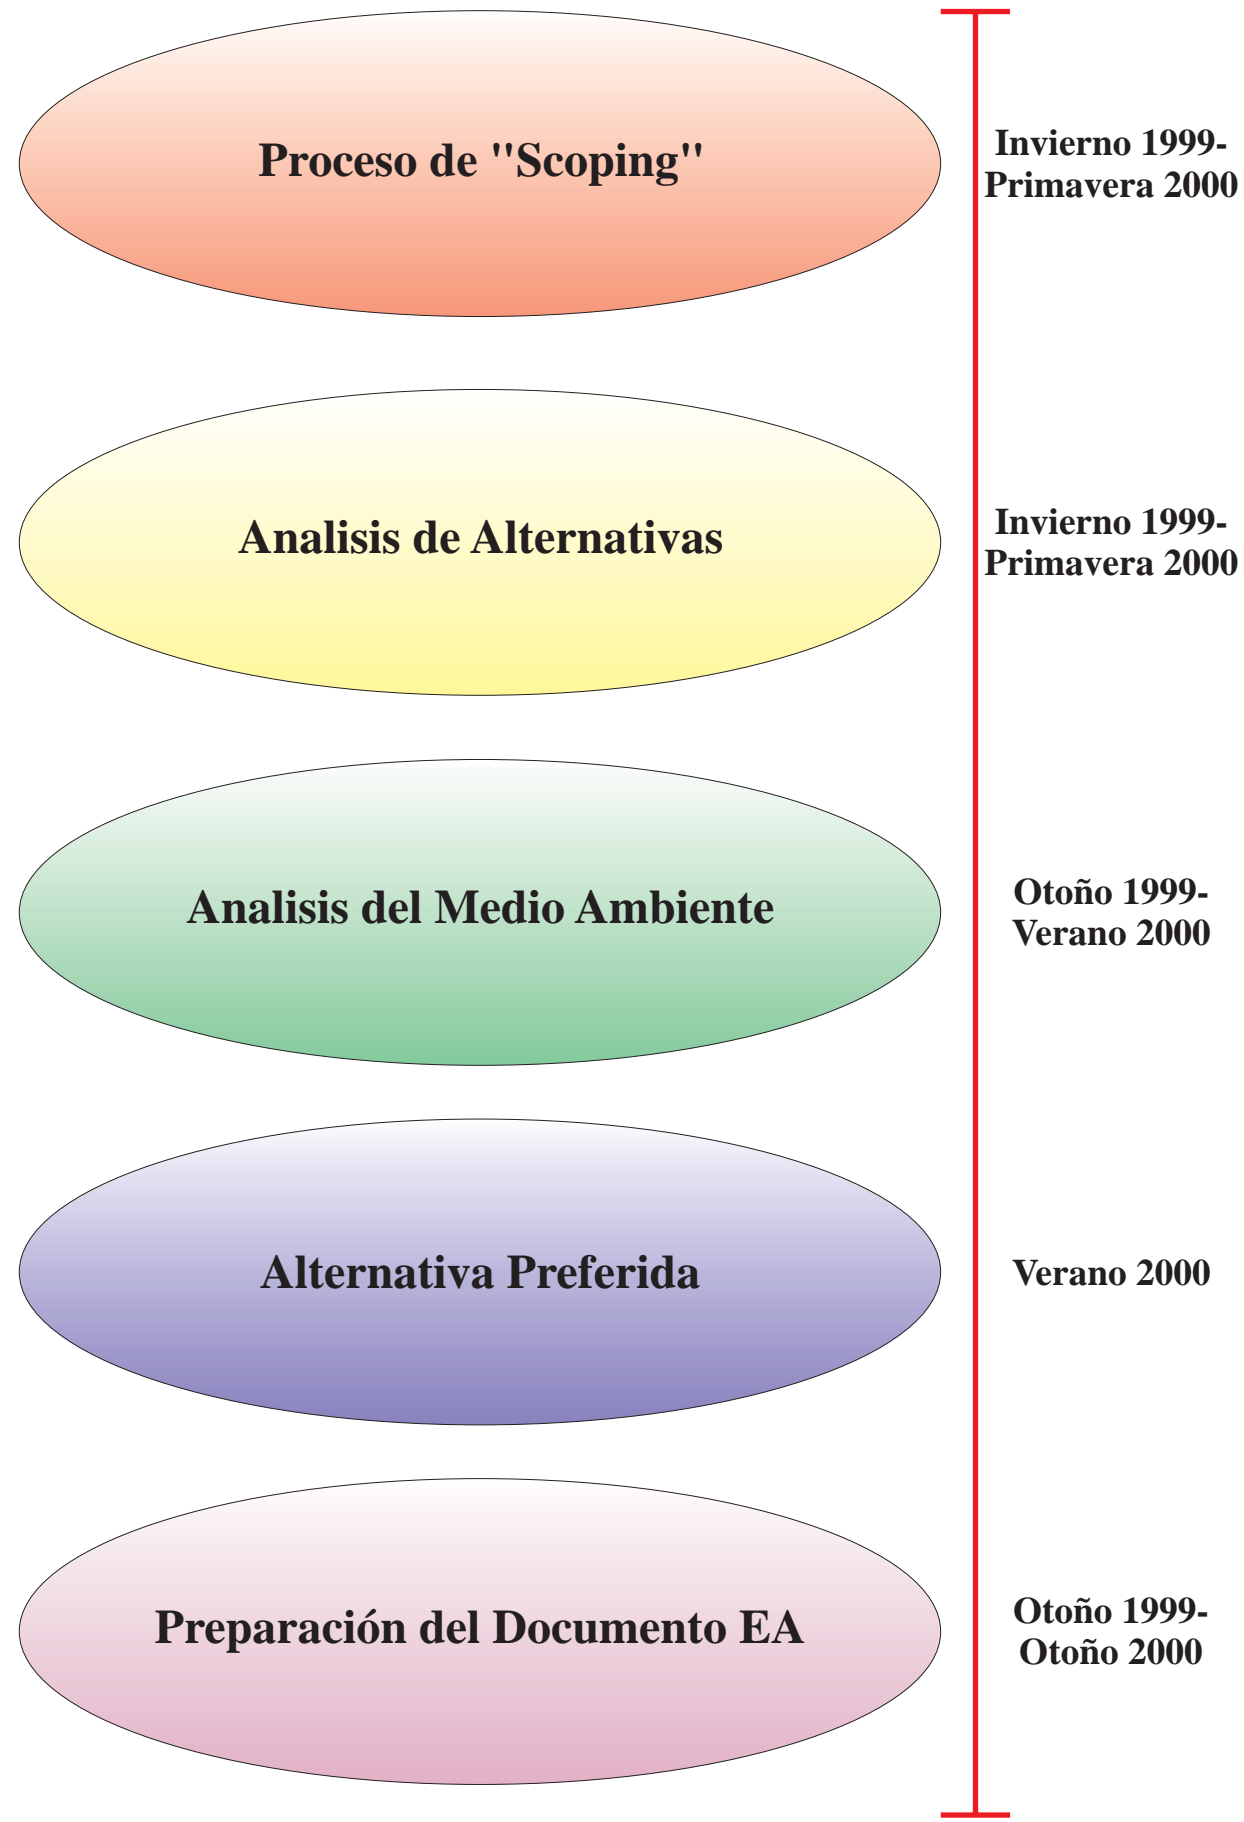 Proceso de "Scoping"
Invierno 1999-
Primavera 2000
Analisis de Alternativas
Invierno 1999-
Primavera 2000
Analisis del Medio Ambiente
Otoño 1999-
Verano 2000
Alternativa Preferida
Verano 2000
Preparación del Documento EA
Otoño 1999-
Otoño 2000